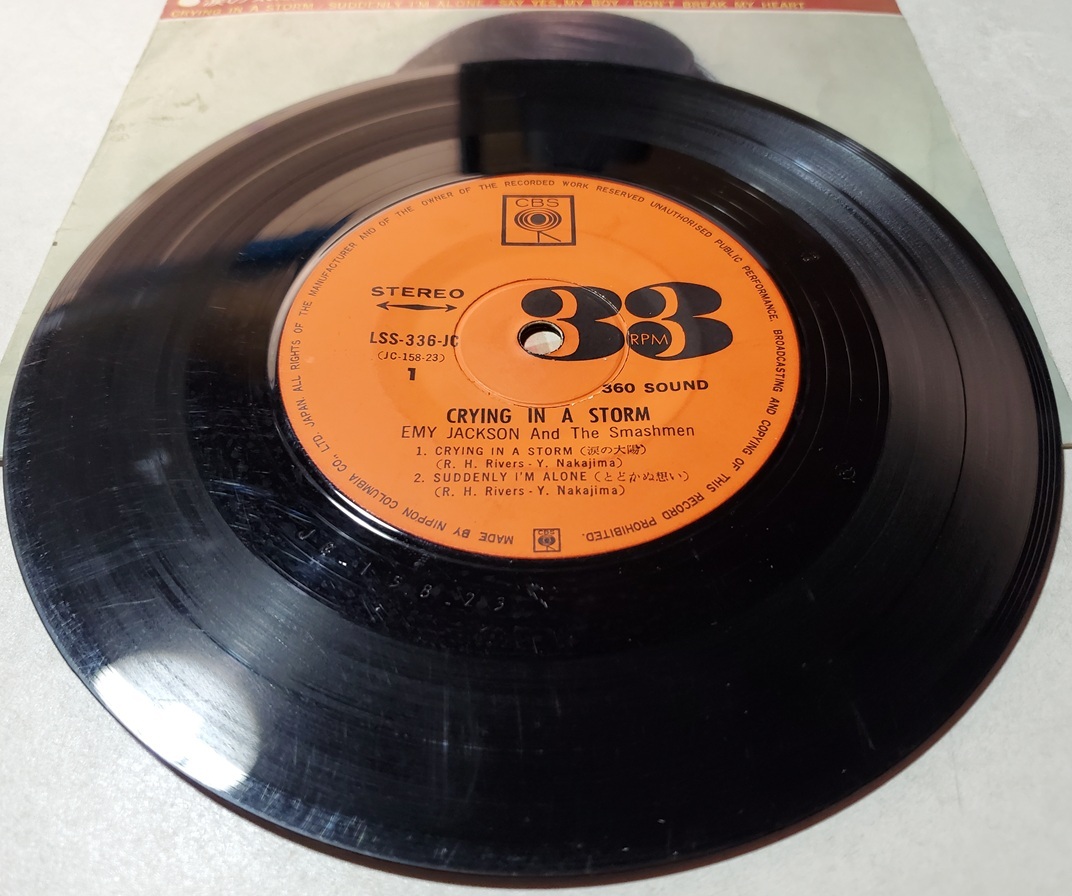 CRYING IN A STORM · SUDDENLY I'M ALONE · SAY YES, MY BOY · DON'T BREAK MY HEART
MADE BY NIPPON COLUMBIA CO., LTD. JAPAN. ALL RIGHTS OF THE MANUFACTURER AND OF THE OWNER OF THE RECORDED WORK RESERVED UNAUTHORISED PUBLIC PERFORMANCE, BROADCASTING AND COPYING OF THIS RECORD PROHIBITED.
CBS
STEREO
33
RPM
LSS-336-JC
(JC-158-23)
1
360 SOUND
CRYING IN A STORM
EMY JACKSON And The Smashmen
1. CRYING IN A STORM (涙の太陽)
(R. H. Rivers - Y. Nakajima)
2. SUDDENLY I'M ALONE (とどかぬ想い)
(R. H. Rivers - Y. Nakajima)
CBS